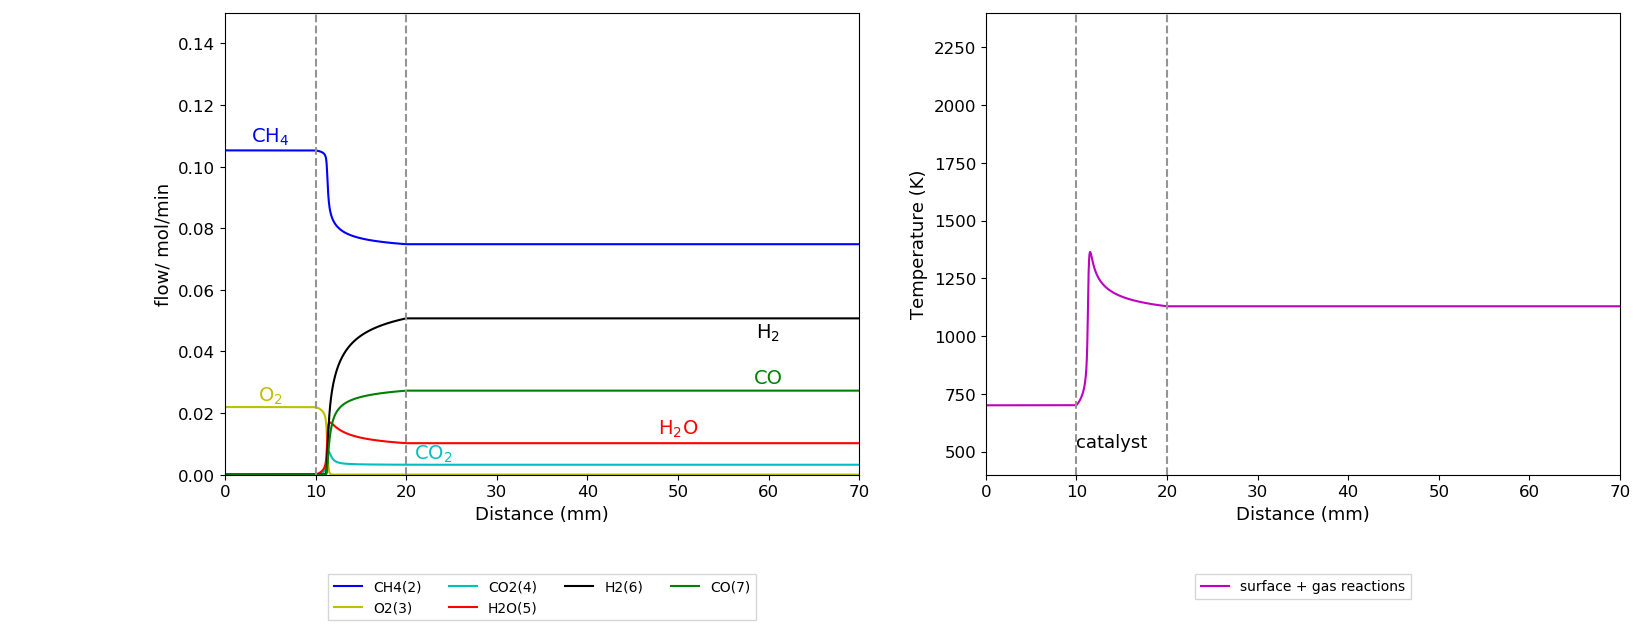 0.14
0.12
0.10
0.08
0.06
0.04
0.02
0.00
flow/ mol/min
CH₄
O₂
H₂
CO
H₂O
CO₂
0 10 20 30 40 50 60 70
Distance (mm)
CH4(2) CO2(4) H2(6) CO(7)
O2(3) H2O(5)
2250
2000
1750
1500
1250
1000
750
500
Temperature (K)
catalyst
0 10 20 30 40 50 60 70
Distance (mm)
surface + gas reactions